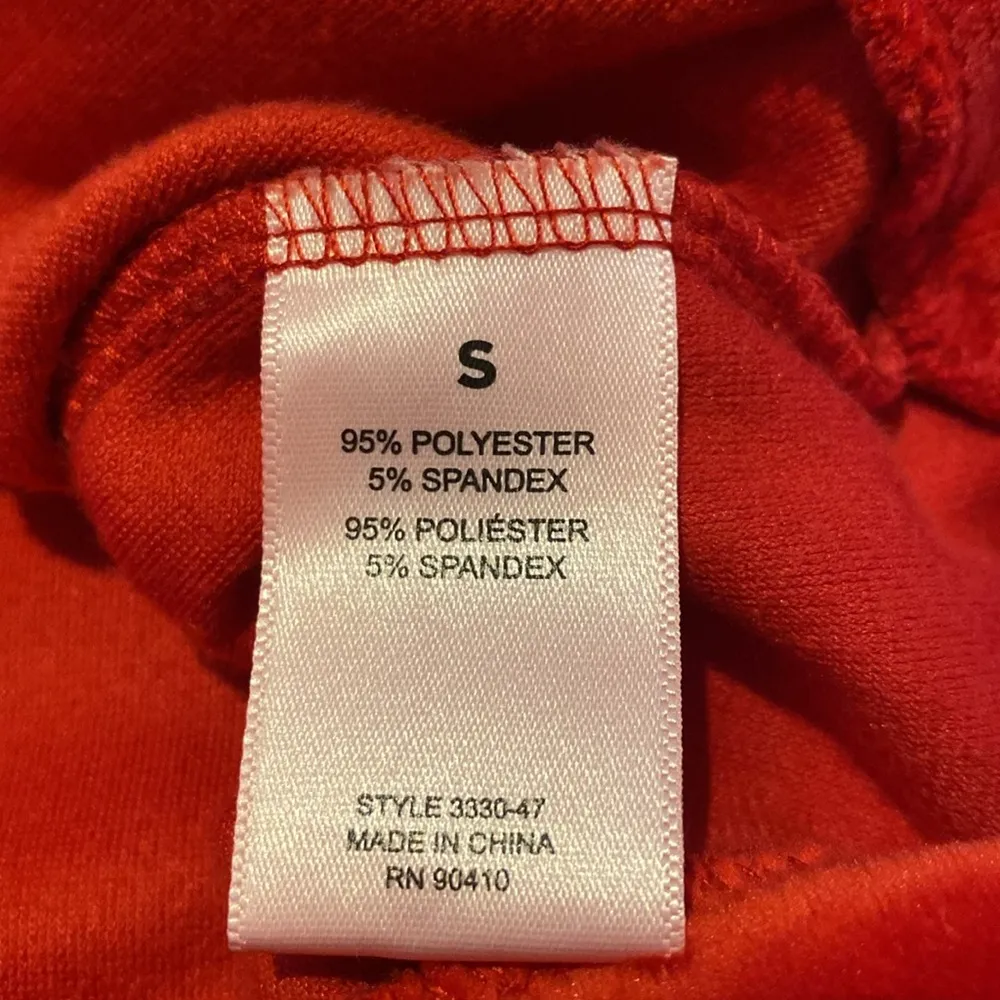 S
95% POLYESTER
5% SPANDEX
95% POLIÉSTER
5% SPANDEX
STYLE 3330-47
MADE IN CHINA
RN 90410